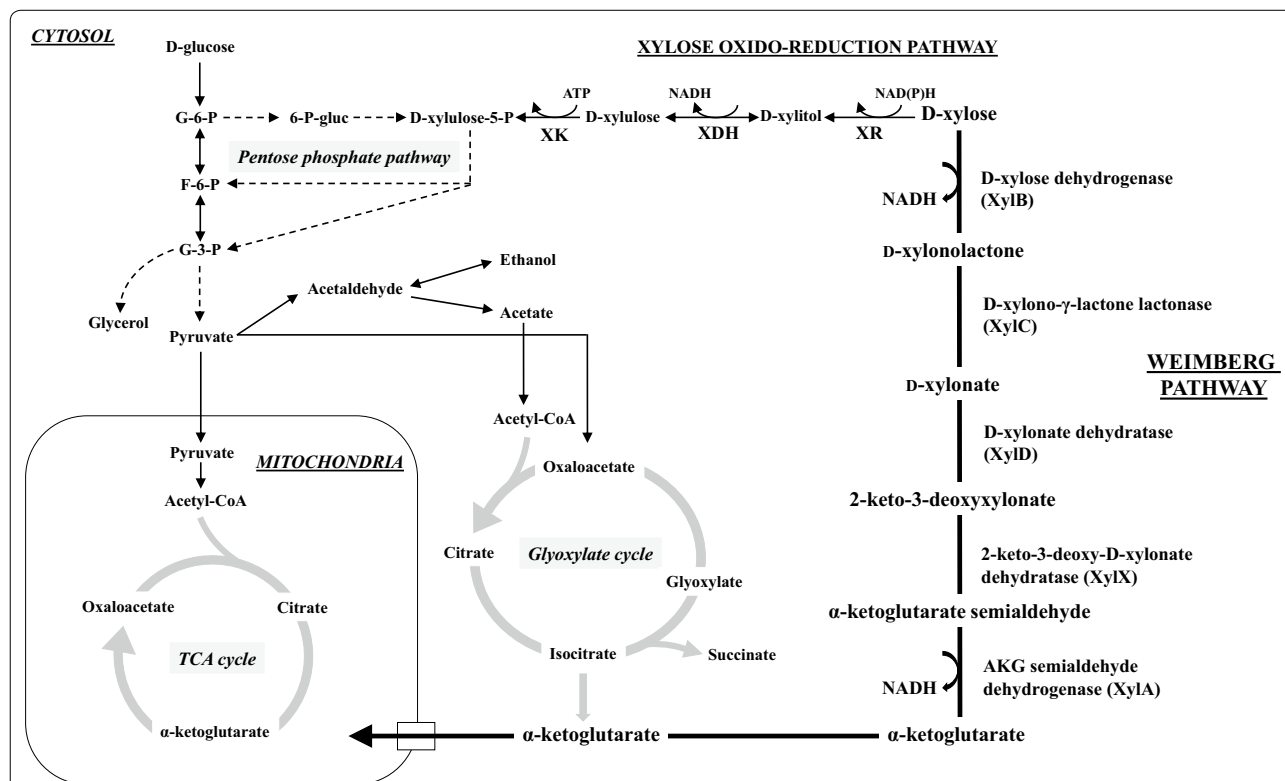 CYTOSOL
D-glucose
XYLOSE OXIDO-REDUCTION PATHWAY
ATP
NADH
NAD(P)H
G-6-P
6-P-gluc
D-xylulose-5-P
D-xylulose
D-xylitol
D-xylose
XK
XDH
XR
Pentose phosphate pathway
F-6-P
D-xylose dehydrogenase
(XylB)
NADH
G-3-P
D-xylonolactone
Ethanol
Acetaldehyde
Glycerol
Acetate
D-xylono-γ-lactone lactonase
(XylC)
Pyruvate
WEIMBERG
PATHWAY
D-xylonate
Acetyl-CoA
D-xylonate dehydratase
(XylD)
Pyruvate
MITOCHONDRIA
Oxaloacetate
Acetyl-CoA
2-keto-3-deoxyxylonate
Citrate
Glyoxylate cycle
2-keto-3-deoxy-D-xylonate
dehydratase (XylX)
Glyoxylate
Oxaloacetate
Citrate
α-ketoglutarate semialdehyde
TCA cycle
Isocitrate
Succinate
AKG semialdehyde
dehydrogenase (XylA)
NADH
α-ketoglutarate
α-ketoglutarate
α-ketoglutarate